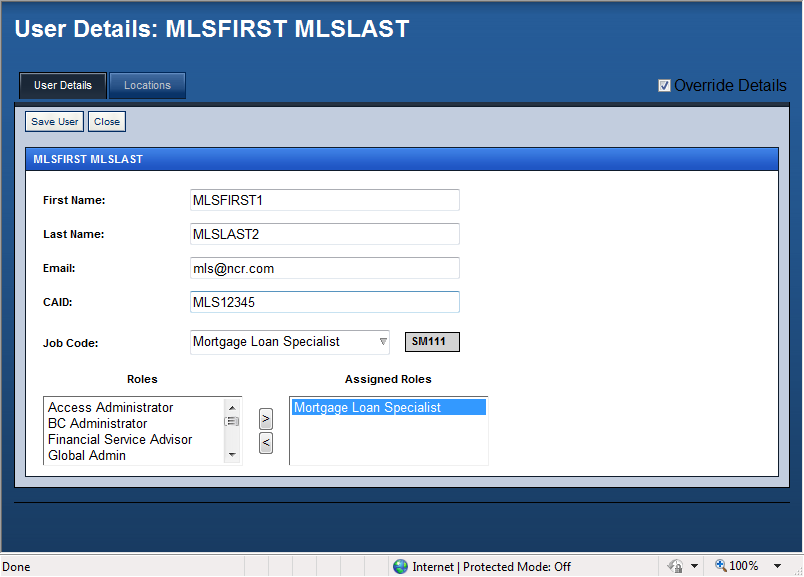 User Details: MLSFIRST MLSLAST
User Details Locations Override Details
Save User Close
MLSFIRST MLSLAST
First Name: MLSFIRST1
Last Name: MLSLAST2
Email: mls@ncr.com
CAID: MLS12345
Job Code: Mortgage Loan Specialist SM111
Roles Assigned Roles
Access Administrator > Mortgage Loan Specialist
BC Administrator
Financial Service Advisor <
Global Admin
Done Internet | Protected Mode: Off 100%